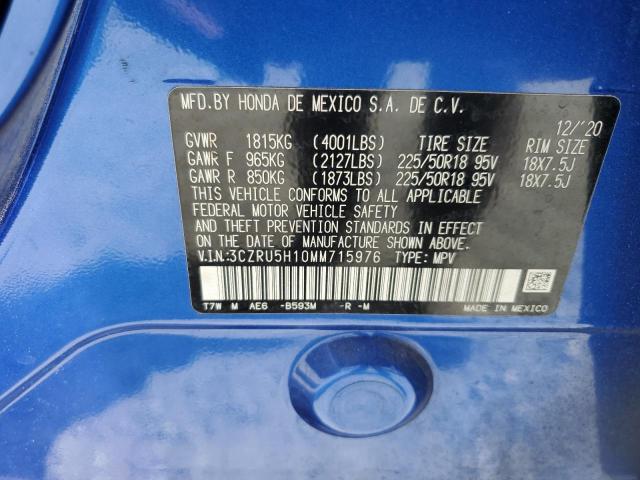 MFD.BY HONDA DE MEXICO S.A. DE C.V.
12/'20
GVWR 1815KG (4001LBS) TIRE SIZE RIM SIZE
GAWR F 965KG (2127LBS) 225/50R18 95V 18X7.5J
GAWR R 850KG (1873LBS) 225/50R18 95V 18X7.5J
THIS VEHICLE CONFORMS TO ALL APPLICABLE
FEDERAL MOTOR VEHICLE SAFETY
AND THEFT PREVENTION STANDARDS IN EFFECT
ON THE DATE OF MANUFACTURE SHOWN ABOVE.
V.I.N:3CZRU5H10MM715976 TYPE: MPV
T7W M AE6 -B593M -R -M MADE IN MEXICO